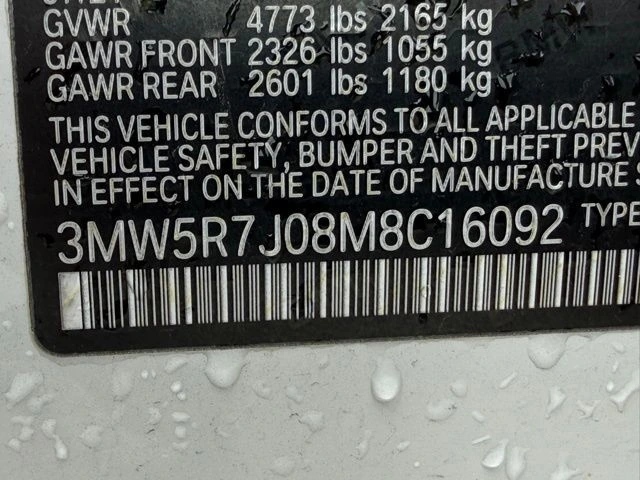 GVWR 4773 lbs 2165 kg
GAWR FRONT 2326 lbs 1055 kg
GAWR REAR 2601 lbs 1180 kg
THIS VEHICLE CONFORMS TO ALL APPLICABLE
VEHICLE SAFETY, BUMPER AND THEFT PREV
IN EFFECT ON THE DATE OF MANUFACTURE S
3MW5R7J08M8C16092 TYPE